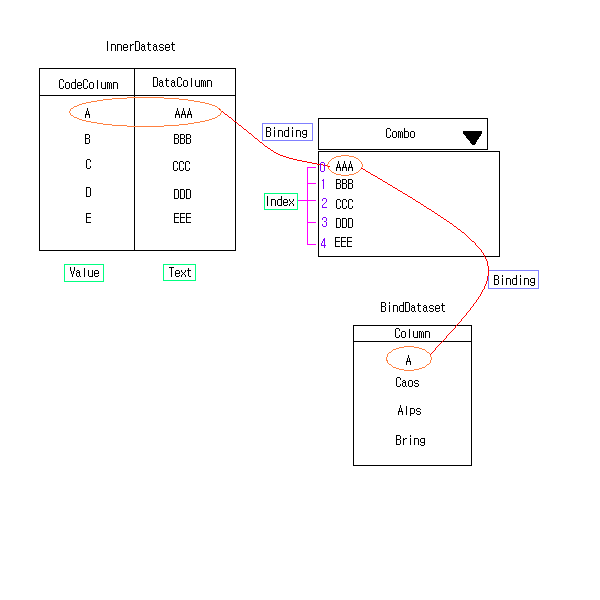 InnerDataset
CodeColumn DataColumn
A AAA
B BBB
C CCC
D DDD
E EEE
Value Text
Binding
Combo
0 AAA
1 BBB
2 CCC
3 DDD
4 EEE
Index
Binding
BindDataset
Column
A
Caos
Alps
Bring